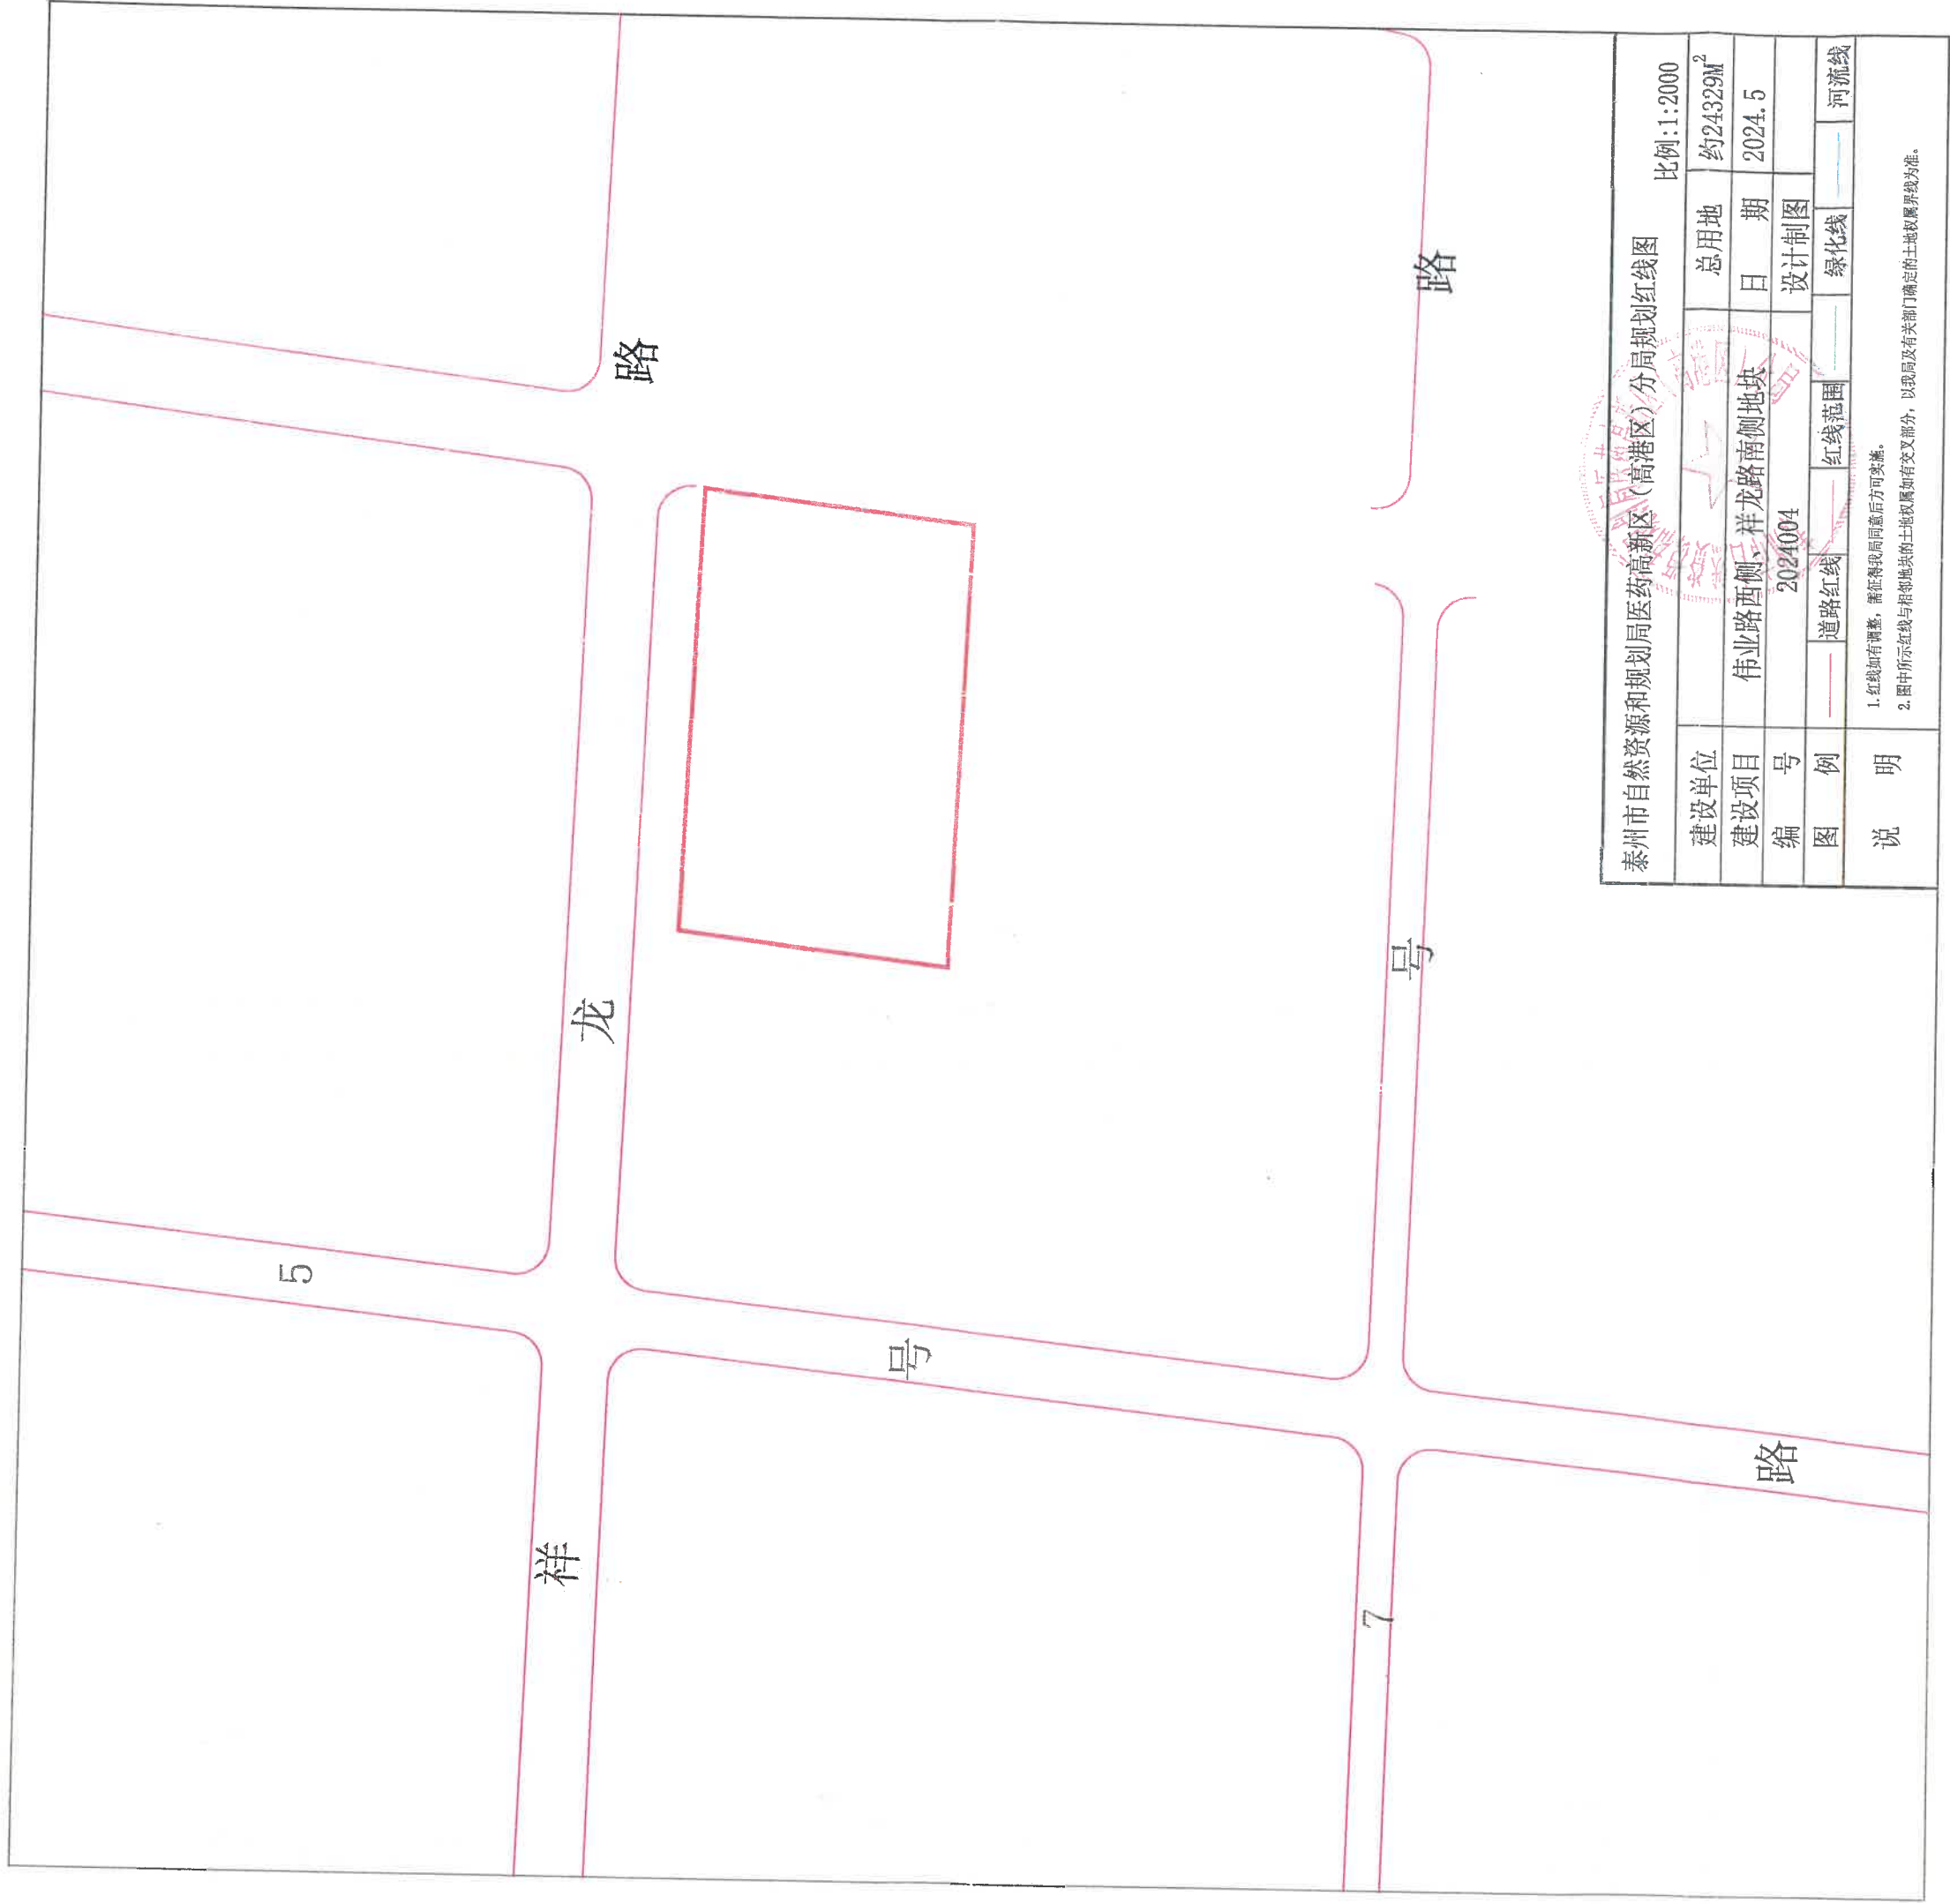 5
号
路
祥
龙
路
7
号
路
泰州市自然资源和规划局医药高新区(高港区)分局规划红线图
比例:1:2000
建设单位 总用地 约24329M²
建设项目 伟业路西侧、祥龙路南侧地块 日 期 2024.5
编 号 2024004 设计制图
图 例 道路红线 红线范围 绿化线 河流线
说 明
1.红线如有调整，需征得我局同意后方可实施。
2.图中所示红线与相邻地块的土地权属如有交叉部分，以我局及有关部门确定的土地权属界线为准。